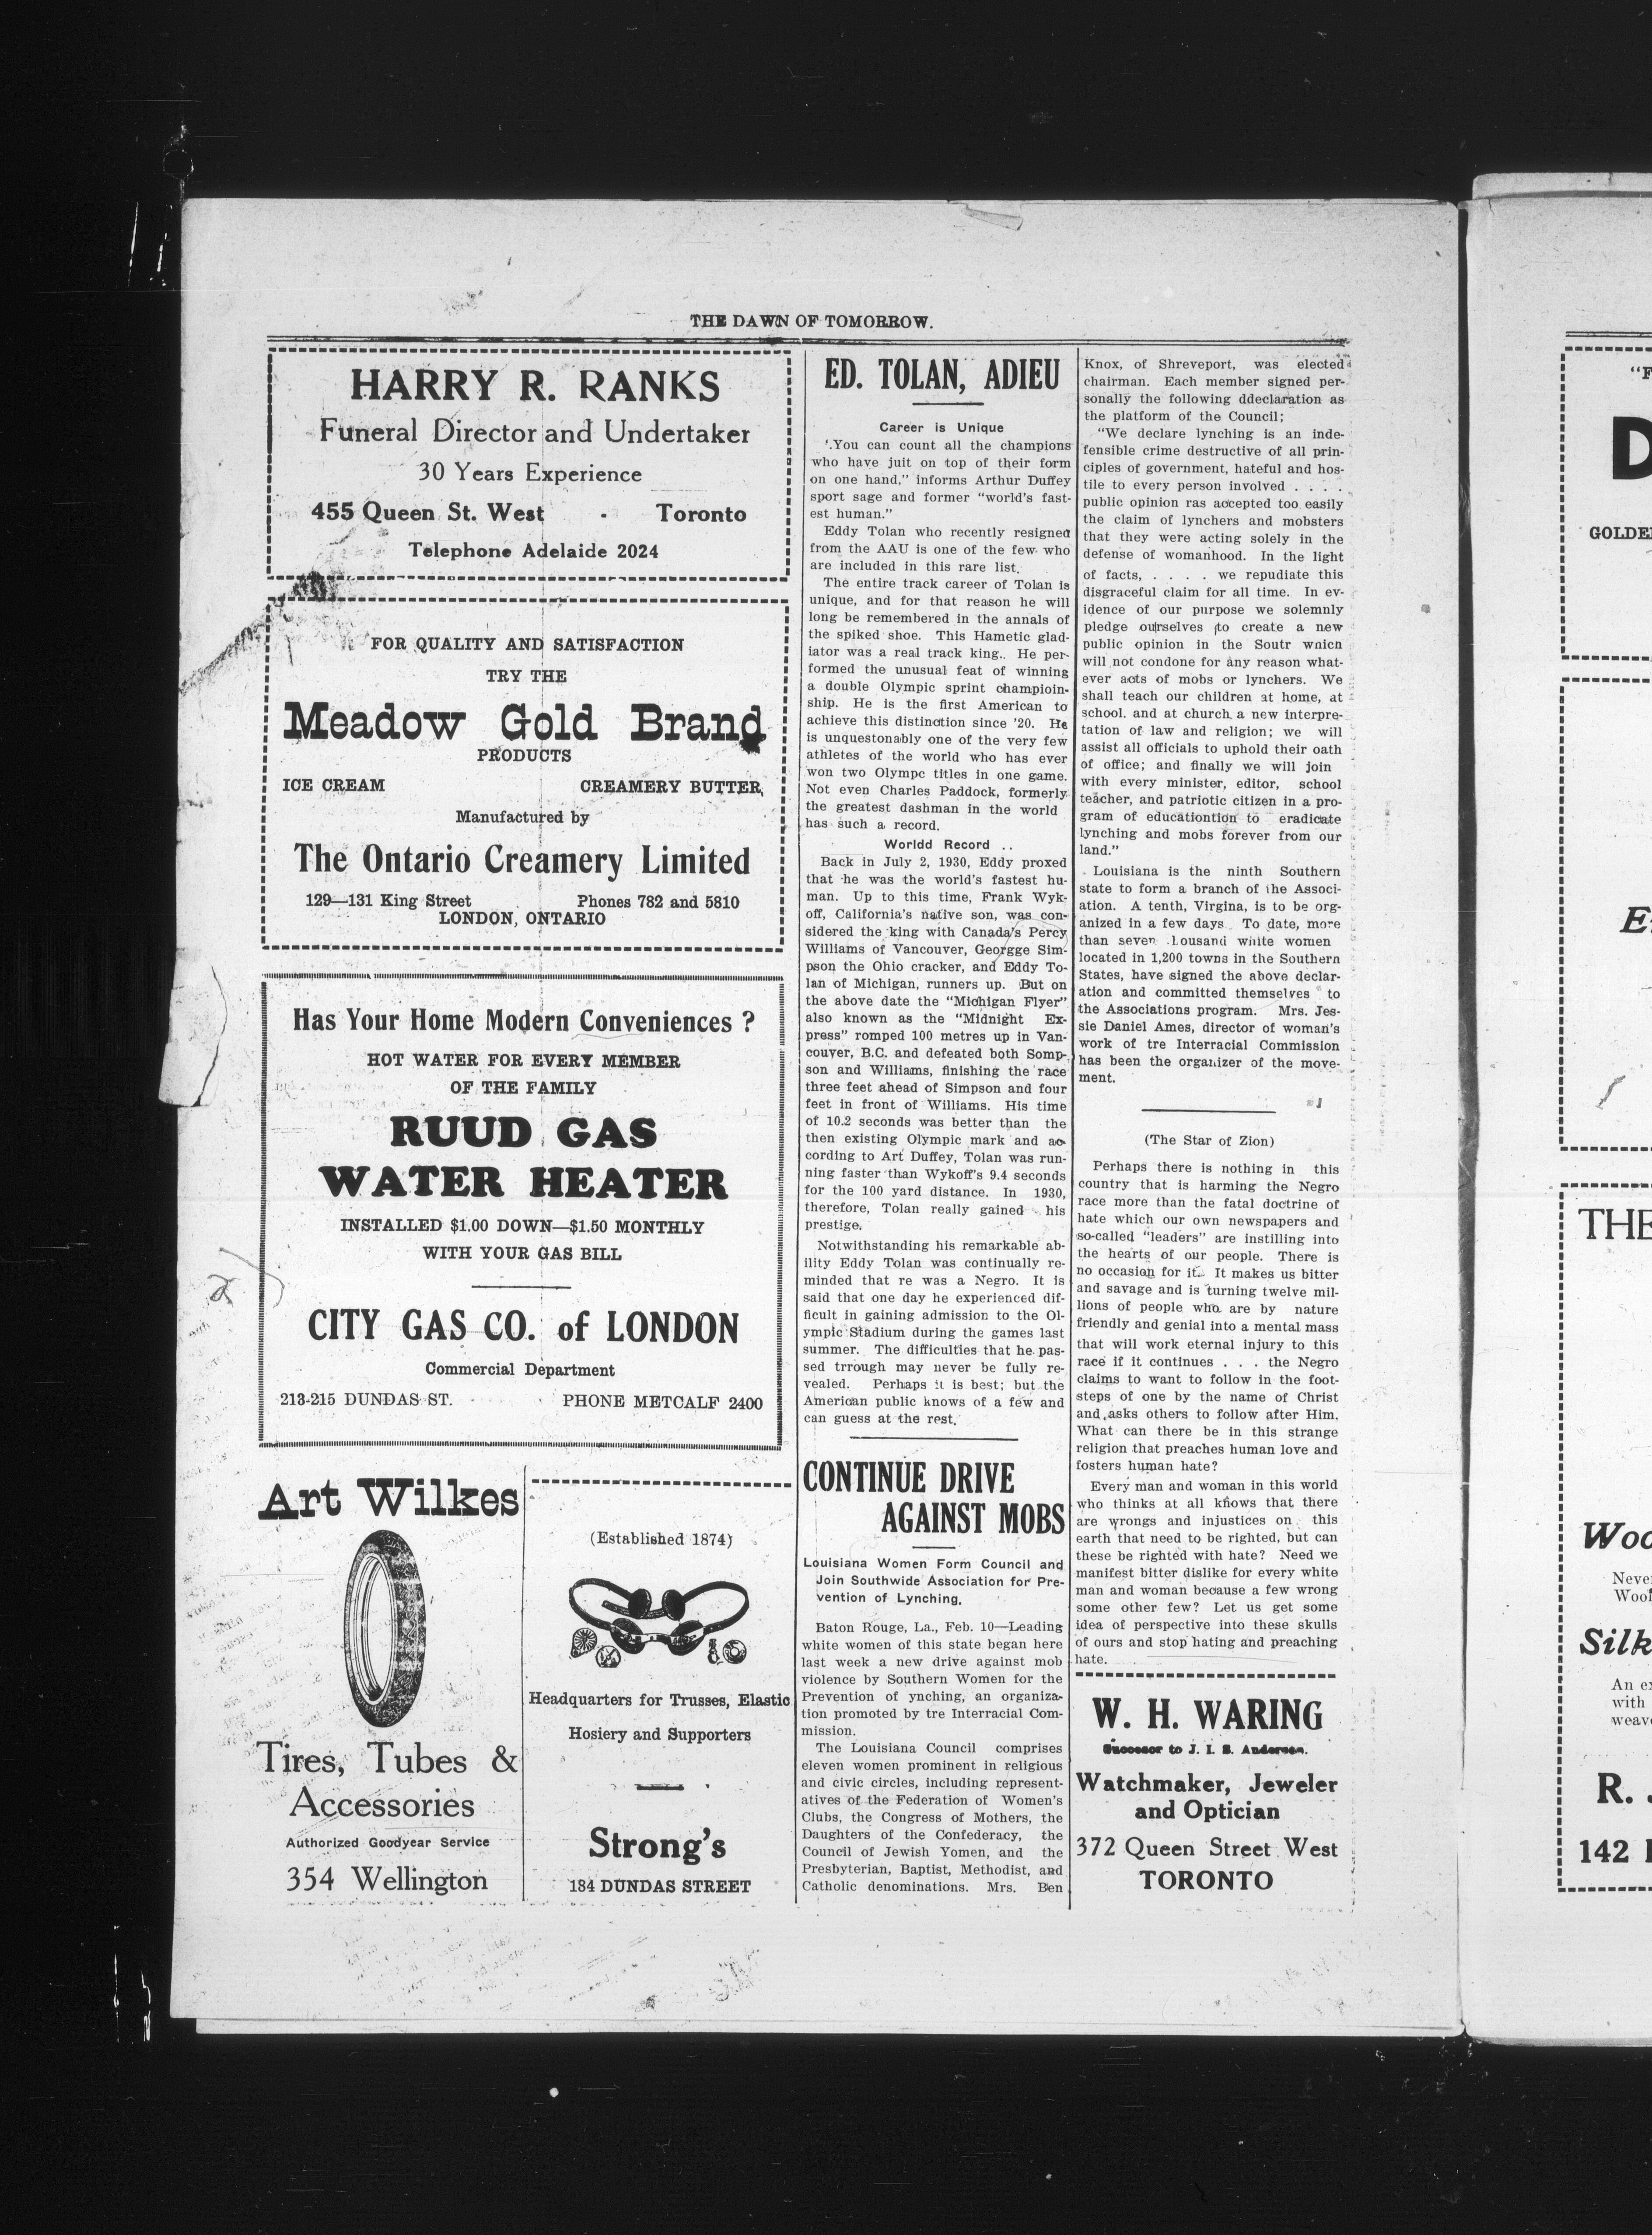 THE DAWN OF TOMORROW.
HARRY R. RANKS
Funeral Director and Undertaker
30 Years Experience
455 Queen St. West - Toronto
Telephone Adelaide 2024
FOR QUALITY AND SATISFACTION
TRY THE
Meadow Gold Brand
PRODUCTS
ICE CREAM CREAMERY BUTTER,
Manufactured by
The Ontario Creamery Limited
129—131 King Street Phones 782 and 5810
LONDON, ONTARIO
Has Your Home Modern Conveniences ?
HOT WATER FOR EVERY MEMBER
OF THE FAMILY
RUUD GAS
WATER HEATER
INSTALLED $1.00 DOWN—$1.50 MONTHLY
WITH YOUR GAS BILL
CITY GAS CO. of LONDON
Commercial Department
213-215 DUNDAS ST. PHONE METCALF 2400
Art Wilkes
Tires, Tubes &
Accessories
Authorized Goodyear Service
354 Wellington
(Established 1874)
Headquarters for Trusses, Elastic
Hosiery and Supporters
Strong's
184 DUNDAS STREET
ED. TOLAN, ADIEU
Career is Unique
'.You can count all the champions
who have juit on top of their form
on one hand," informs Arthur Duffey
sport sage and former "world's fast-
est human."
Eddy Tolan who recently resigned
from the AAU is one of the few who
are included in this rare list.
The entire track career of Tolan is
unique, and for that reason he will
long be remembered in the annals of
the spiked shoe. This Hametic glad-
iator was a real track king.. He per-
formed the unusual feat of winning
a double Olympic sprint champioin-
ship. He is the first American to
achieve this distinction since '20. He
is unquestonably one of the very few
athletes of the world who has ever
won two Olympc titles in one game.
Not even Charles Paddock, formerly
the greatest dashman in the world
has such a record.
Worldd Record ..
Back in July 2, 1930, Eddy proxed
that he was the world's fastest hu-
man. Up to this time, Frank Wyk-
off, California's native son, was con-
sidered the king with Canada's Percy
Williams of Vancouver, Georgge Sim-
pson the Ohio cracker, and Eddy To-
lan of Michigan, runners up. But on
the above date the "Michigan Flyer"
also known as the "Midnight Ex-
press" romped 100 metres up in Van-
couver, B.C. and defeated both Somp-
son and Williams, finishing the race
three feet ahead of Simpson and four
feet in front of Williams. His time
of 10.2 seconds was better than the
then existing Olympic mark and ac-
cording to Art Duffey, Tolan was run-
ning faster than Wykoff's 9.4 seconds
for the 100 yard distance. In 1930,
therefore, Tolan really gained his
prestige.
Notwithstanding his remarkable ab-
ility Eddy Tolan was continually re-
minded that re was a Negro. It is
said that one day he experienced dif-
ficult in gaining admission to the Ol-
ympic Stadium during the games last
summer. The difficulties that he pas-
sed trrough may never be fully re-
vealed. Perhaps it is best; but the
American public knows of a few and
can guess at the rest.
CONTINUE DRIVE
AGAINST MOBS
Louisiana Women Form Council and
Join Southwide Association for Pre-
vention of Lynching.
Baton Rouge, La., Feb. 10—Leading
white women of this state began here
last week a new drive against mob
violence by Southern Women for the
Prevention of ynching, an organiza-
tion promoted by tre Interracial Com-
mission.
The Louisiana Council comprises
eleven women prominent in religious
and civic circles, including represent-
atives of the Federation of Women's
Clubs, the Congress of Mothers, the
Daughters of the Confederacy, the
Council of Jewish Yomen, and the
Presbyterian, Baptist, Methodist, and
Catholic denominations. Mrs. Ben
Knox, of Shreveport, was elected
chairman. Each member signed per-
sonally the following ddeclaration as
the platform of the Council;
"We declare lynching is an inde-
fensible crime destructive of all prin-
ciples of government, hateful and hos-
tile to every person involved . . . .
public opinion ras accepted too easily
the claim of lynchers and mobsters
that they were acting solely in the
defense of womanhood. In the light
of facts, . . . . we repudiate this
disgraceful claim for all time. In ev-
idence of our purpose we solemnly
pledge ourselves to create a new
public opinion in the Soutr wnicn
will not condone for any reason what-
ever acts of mobs or lynchers. We
shall teach our children at home, at
school. and at church a new interpre-
tation of law and religion; we will
assist all officials to uphold their oath
of office; and finally we will join
with every minister, editor, school
teacher, and patriotic citizen in a pro-
gram of educationtion to eradicate
lynching and mobs forever from our
land."
Louisiana is the ninth Southern
state to form a branch of the Associ-
ation. A tenth, Virgina, is to be org-
anized in a few days To date, more
than seven .housand white women
located in 1,200 towns in the Southern
States, have signed the above declar-
ation and committed themselves to
the Associations program. Mrs. Jes-
sie Daniel Ames, director of woman's
work of tre Interracial Commission
has been the organizer of the move-
ment.
(The Star of Zion)
Perhaps there is nothing in this
country that is harming the Negro
race more than the fatal doctrine of
hate which our own newspapers and
so-called "leaders" are instilling into
the hearts of our people. There is
no occasion for it. It makes us bitter
and savage and is turning twelve mil-
lions of people who are by nature
friendly and genial into a mental mass
that will work eternal injury to this
race if it continues . . . the Negro
claims to want to follow in the foot-
steps of one by the name of Christ
and asks others to follow after Him.
What can there be in this strange
religion that preaches human love and
fosters human hate?
Every man and woman in this world
who thinks at all knows that there
are wrongs and injustices on this
earth that need to be righted, but can
these be righted with hate? Need we
manifest bitter dislike for every white
man and woman because a few wrong
some other few? Let us get some
idea of perspective into these skulls
of ours and stop hating and preaching
hate.
W. H. WARING
Successor to J. I. S. Anderson.
Watchmaker, Jeweler
and Optician
372 Queen Street West
TORONTO
"F
D
GOLDE
E
THE
Woo
Neve
Wool
Silk
An ex
with
weav
R. J
142